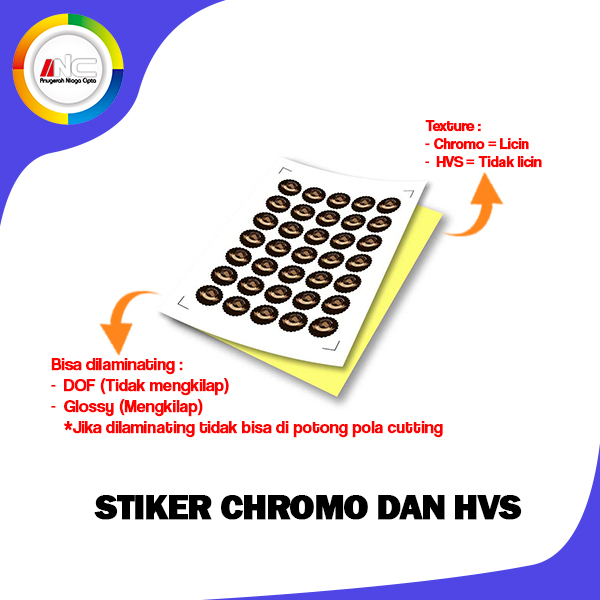 ANC
Anugerah Niaga Cipta
Texture :
- Chromo = Licin
- HVS = Tidak licin
Bisa dilaminating :
- DOF (Tidak mengkilap)
- Glossy (Mengkilap)
*Jika dilaminating tidak bisa di potong pola cutting
STIKER CHROMO DAN HVS